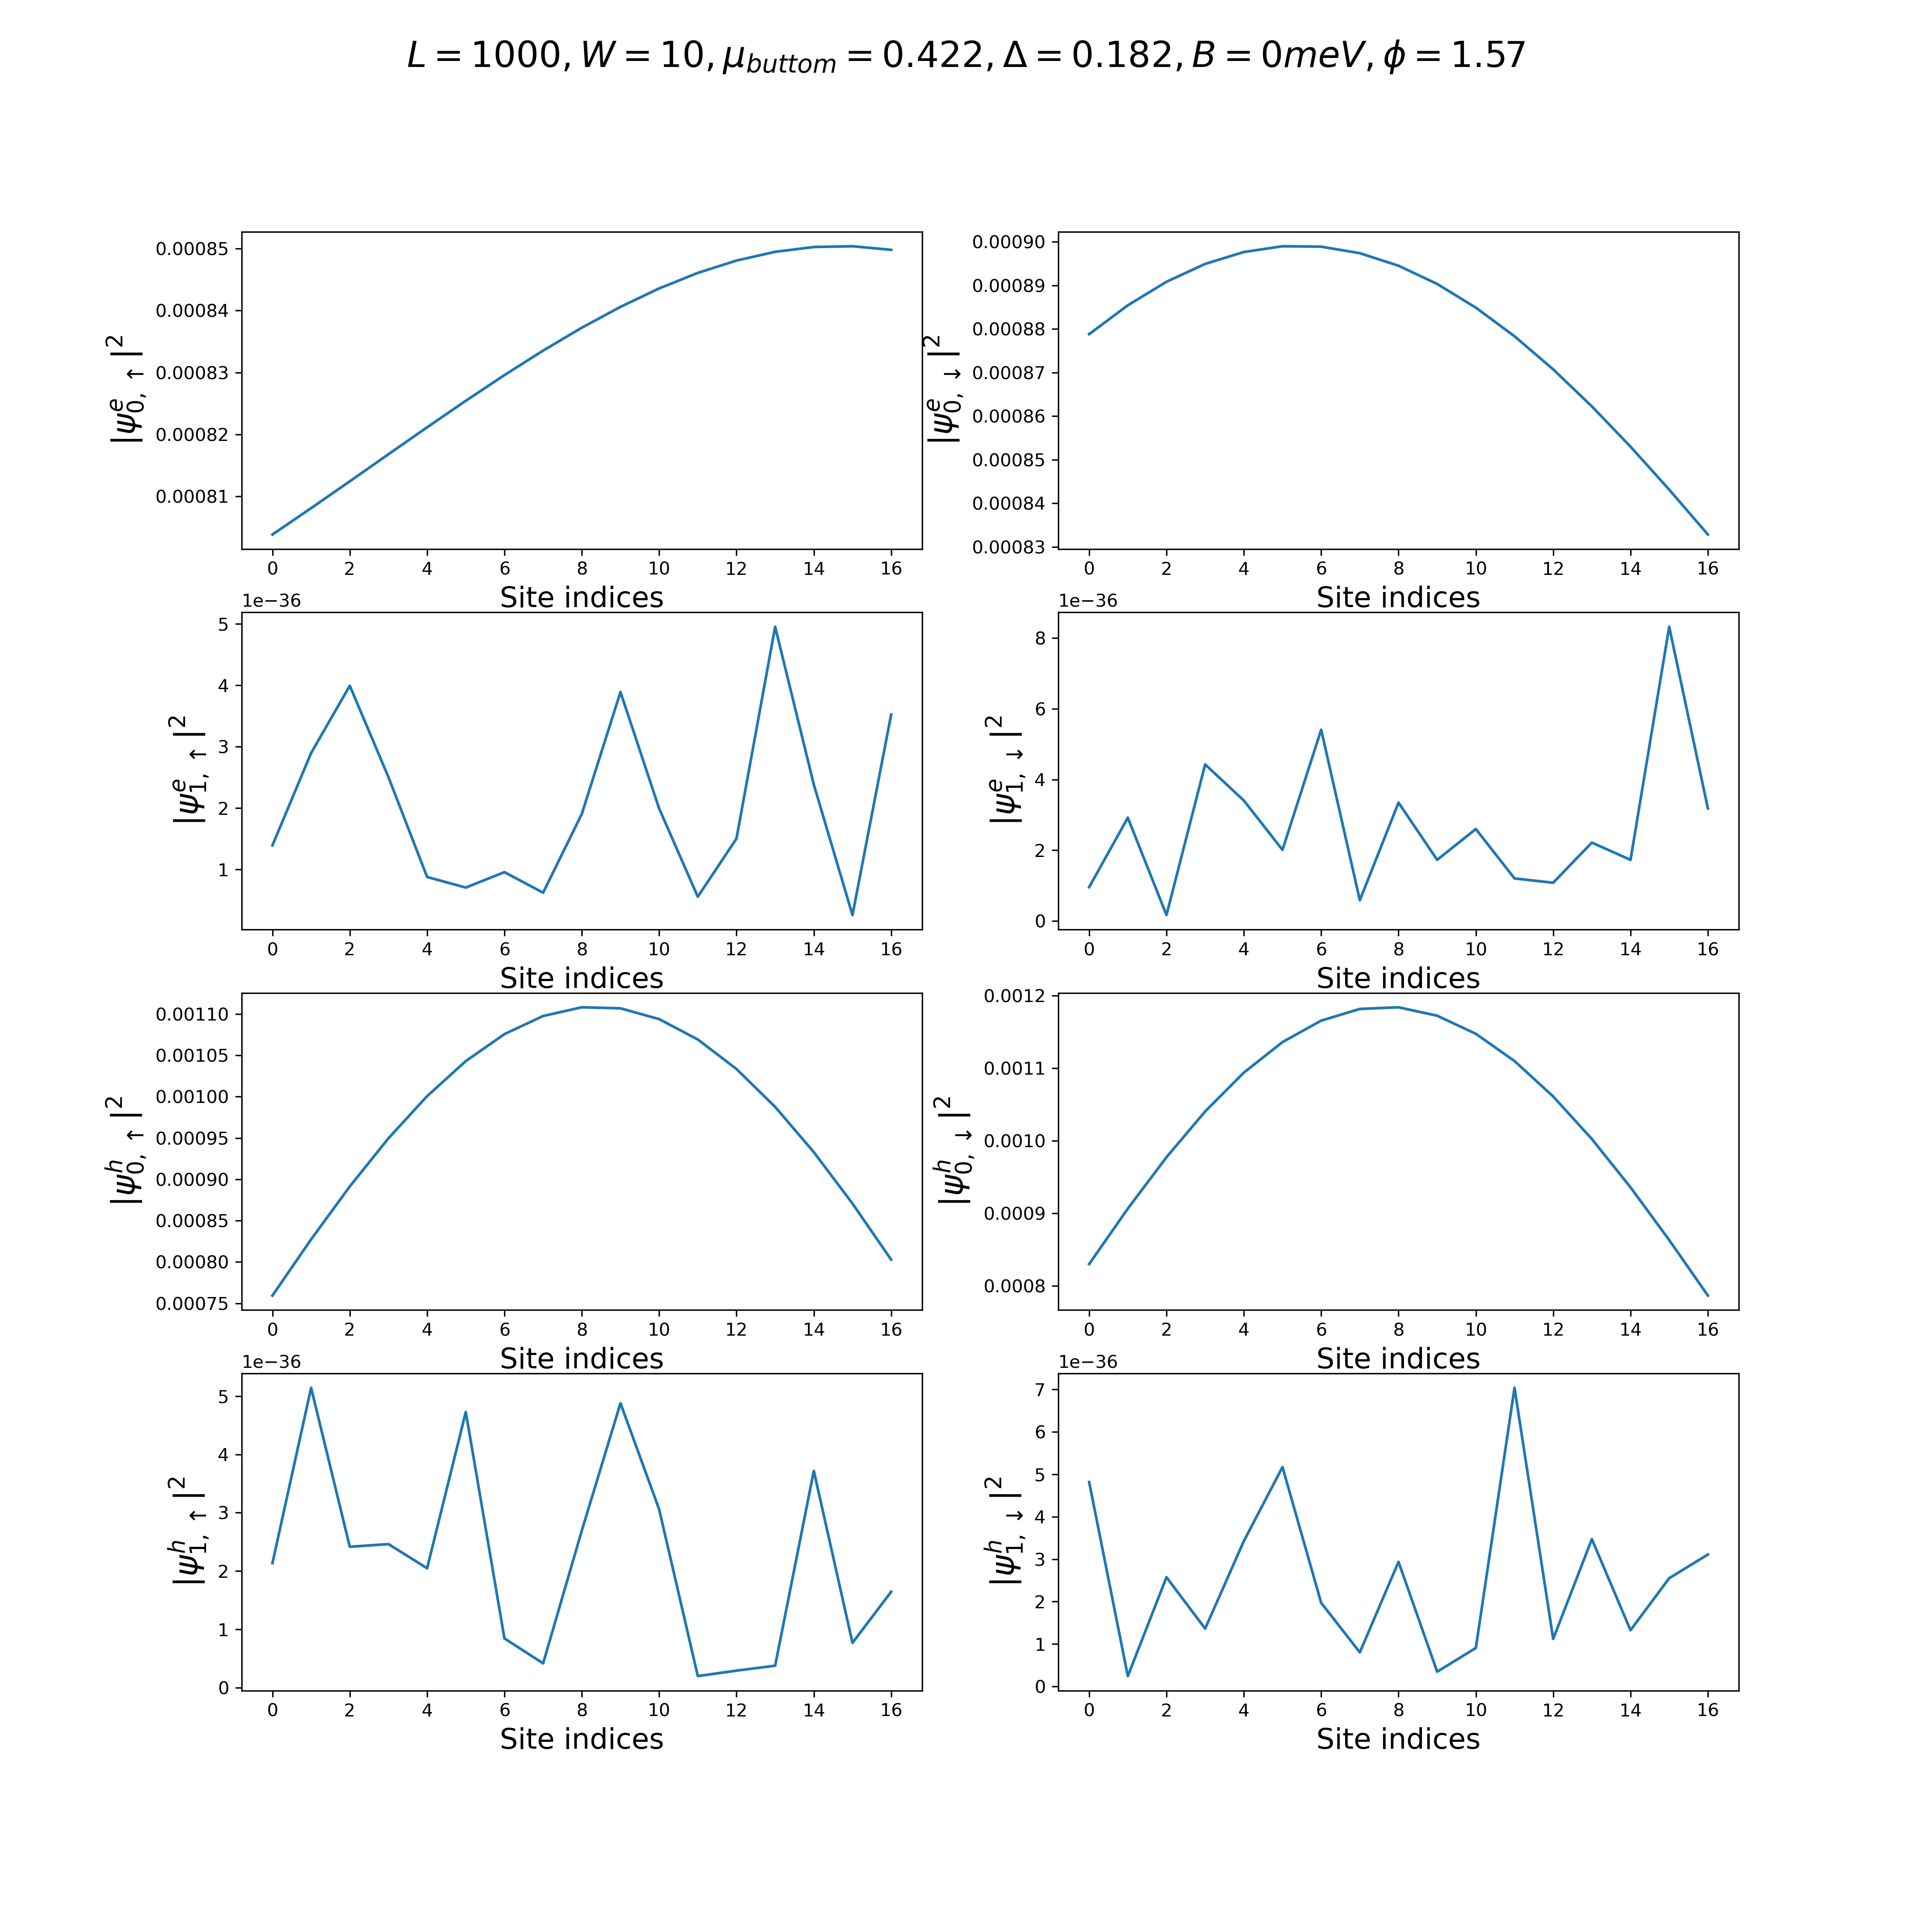 L = 1000, W = 10, μ_buttom = 0.422, Δ = 0.182, B = 0meV, ϕ = 1.57
|ψ^e_{0,↑}|²
0.00085
0.00084
0.00083
0.00082
0.00081
0 2 4 6 8 10 12 14 16
Site indices
|ψ^e_{0,↓}|²
0.00090
0.00089
0.00088
0.00087
0.00086
0.00085
0.00084
0.00083
0 2 4 6 8 10 12 14 16
Site indices
1e−36
|ψ^e_{1,↑}|²
5
4
3
2
1
0 2 4 6 8 10 12 14 16
Site indices
1e−36
|ψ^e_{1,↓}|²
8
6
4
2
0
0 2 4 6 8 10 12 14 16
Site indices
|ψ^h_{0,↑}|²
0.00110
0.00105
0.00100
0.00095
0.00090
0.00085
0.00080
0.00075
0 2 4 6 8 10 12 14 16
Site indices
|ψ^h_{0,↓}|²
0.0012
0.0011
0.0010
0.0009
0.0008
0 2 4 6 8 10 12 14 16
Site indices
1e−36
|ψ^h_{1,↑}|²
5
4
3
2
1
0
0 2 4 6 8 10 12 14 16
Site indices
1e−36
|ψ^h_{1,↓}|²
7
6
5
4
3
2
1
0
0 2 4 6 8 10 12 14 16
Site indices